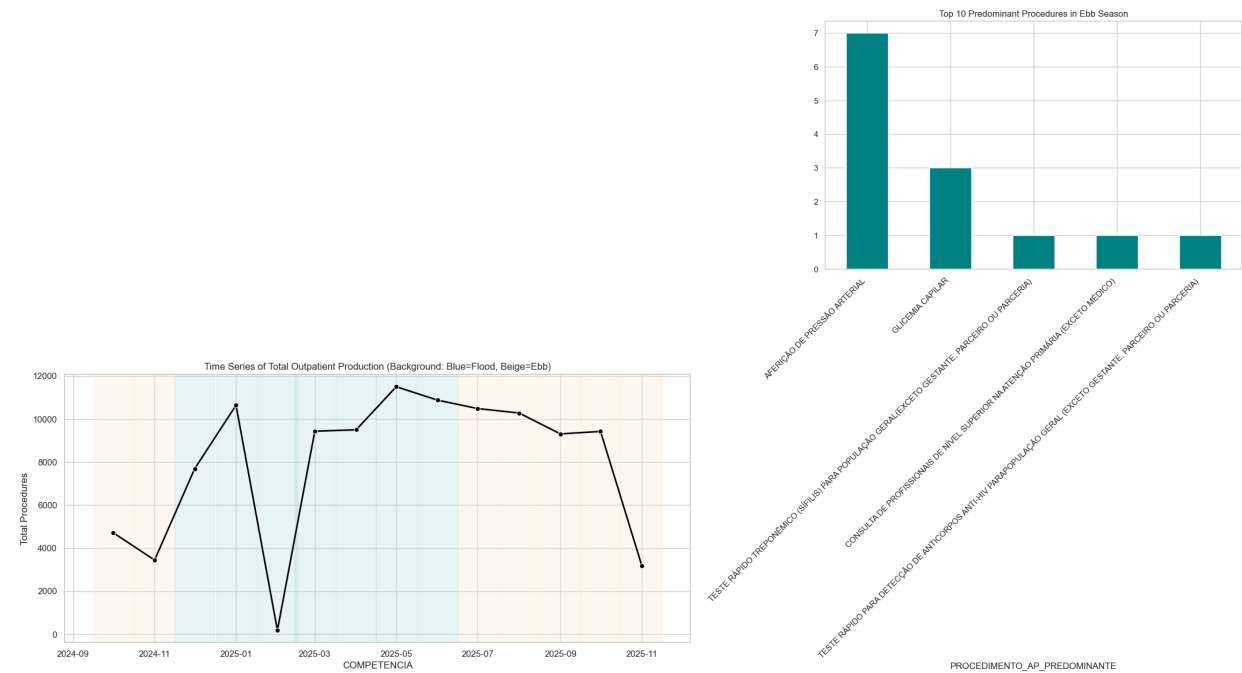 Top 10 Predominant Procedures in Ebb Season
7
6
5
4
3
2
1
0
AFERIÇÃO DE PRESSÃO ARTERIAL
GLICEMIA CAPILAR
TESTE RÁPIDO TREPONÊMICO (SÍFILIS) PARA POPULAÇÃO GERAL(EXCETO GESTANTE, PARCEIRO OU PARCERIA)
CONSULTA DE PROFISSIONAIS DE NÍVEL SUPERIOR NA ATENÇÃO PRIMÁRIA (EXCETO MÉDICO)
TESTE RÁPIDO PARA DETECÇÃO DE ANTICORPOS ANTI-HIV PARAPOPULAÇÃO GERAL (EXCETO GESTANTE, PARCEIRO OU PARCERIA)
PROCEDIMENTO_AP_PREDOMINANTE
Time Series of Total Outpatient Production (Background: Blue=Flood, Beige=Ebb)
Total Procedures
12000
10000
8000
6000
4000
2000
0
2024-09
2024-11
2025-01
2025-03
2025-05
2025-07
2025-09
2025-11
COMPETENCIA